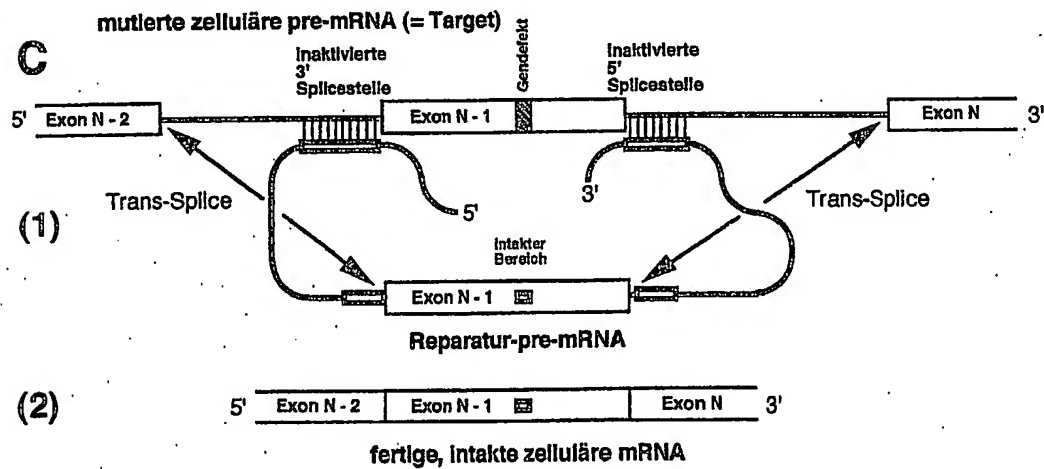 mutierte zelluläre pre-mRNA (= Target)
C
Inaktivierte
3'
Splicestelle
Gendefekt
Inaktivierte
5'
Splicestelle
5'
Exon N - 2
Exon N - 1
Exon N
3'
Trans-Splice
5'
3'
Trans-Splice
(1)
Intakter
Bereich
Exon N - 1
Reparatur-pre-mRNA
(2)
5'
Exon N - 2
Exon N - 1
Exon N
3'
fertige, intakte zelluläre mRNA